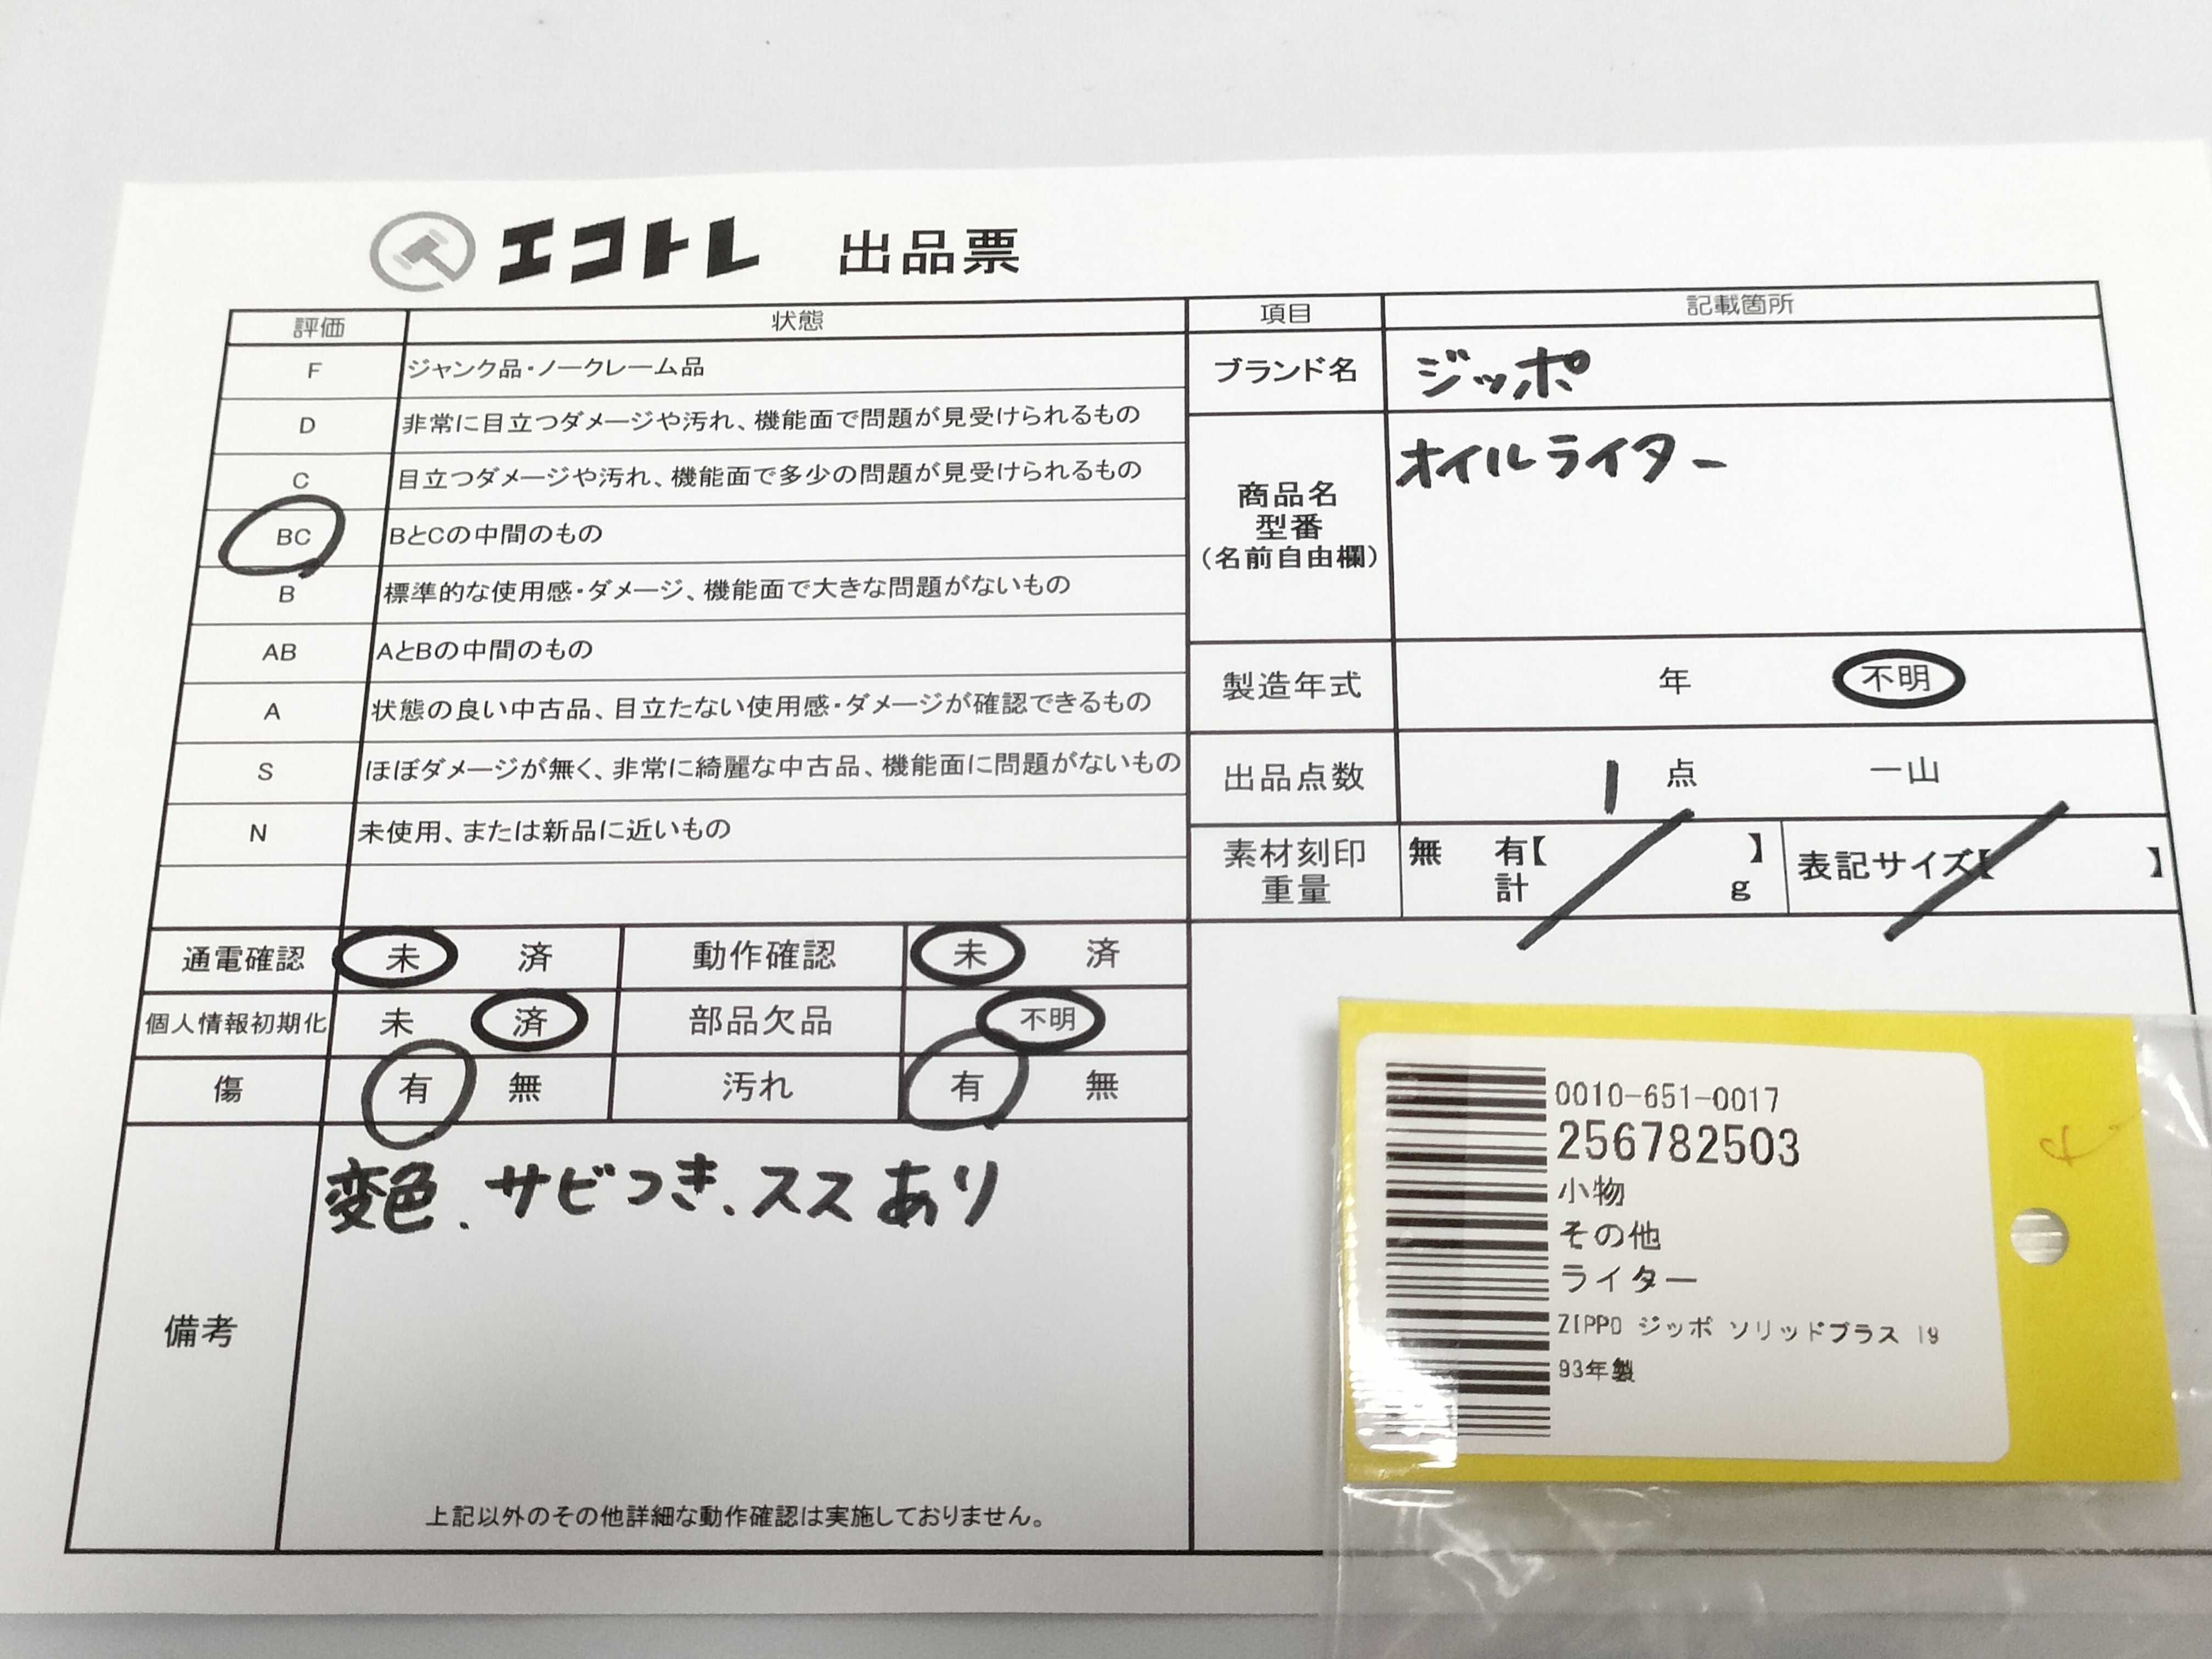 エコトレ 出品票
評価 状態
F ジャンク品・ノークレーム品
D 非常に目立つダメージや汚れ、機能面で問題が見受けられるもの
C 目立つダメージや汚れ、機能面で多少の問題が見受けられるもの
BC BとCの中間のもの
B 標準的な使用感・ダメージ、機能面で大きな問題がないもの
AB AとBの中間のもの
A 状態の良い中古品、目立たない使用感・ダメージが確認できるもの
S ほぼダメージが無く、非常に綺麗な中古品、機能面に問題がないもの
N 未使用、または新品に近いもの
通電確認 未 済 動作確認 未 済
個人情報初期化 未 済 部品欠品 不明
傷 有 無 汚れ 有 無
備考
変色、サビつき、ススあり
上記以外のその他詳細な動作確認は実施しておりません。
項目 記載箇所
ブランド名 ジッポ
商品名
型番
(名前自由欄)
オイルライター
製造年式 年 不明
出品点数 1 点 一山
素材刻印 無 有【 】
重量 計 g
表記サイズ【 】
0010-651-0017
256782503
小物
その他
ライター
ZIPPO ジッポ ソリッドブラス 19
93年製